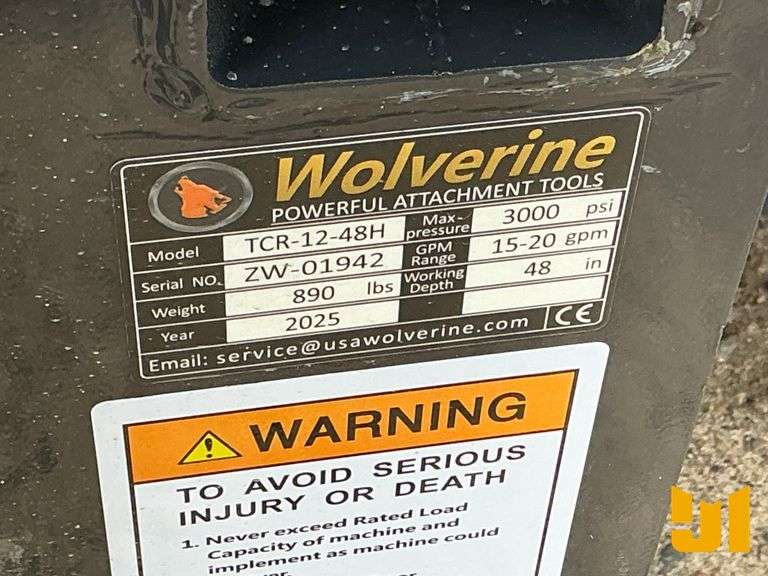 Wolverine
POWERFUL ATTACHMENT TOOLS
Model TCR-12-48H Max-pressure 3000 psi
Serial NO. ZW-01942 GPM Range 15-20 gpm
Weight 890 lbs Working Depth 48 in
Year 2025
Email: service@usawolverine.com CE
WARNING
TO AVOID SERIOUS
INJURY OR DEATH
1. Never exceed Rated Load
Capacity of machine and
implement as machine could